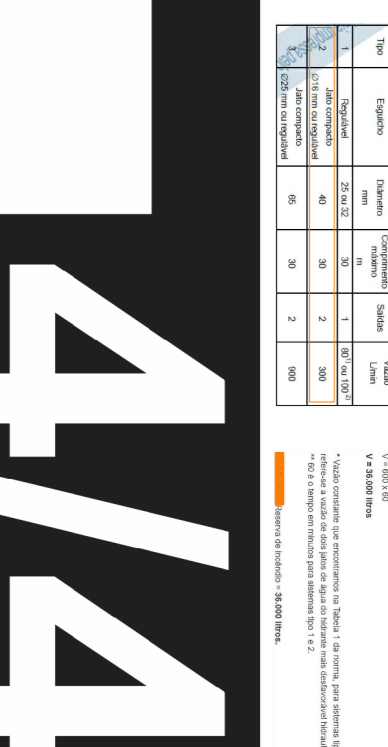 4/4
Tipo Esguicho Diâmetro mm Comprimento máximo m Saídas Vazão L/min
1 Regulável 25 ou 32 30 1 80¹⁾ ou 100²⁾
2 Jato compacto Ø16 mm ou regulável 40 30 2 300
3 Jato compacto Ø25 mm ou regulável 65 30 2 900
V = 600 x 60
V = 36.000 litros
* Vazão constante que encontramos na Tabela 1 da norma, para sistemas
refere-se a vazão de dois jatos de água do hidrante mais desfavorável
** 60 é o tempo em minutos para sistemas tipo 1 e 2.
Reserva de Incêndio = 36.000 litros.